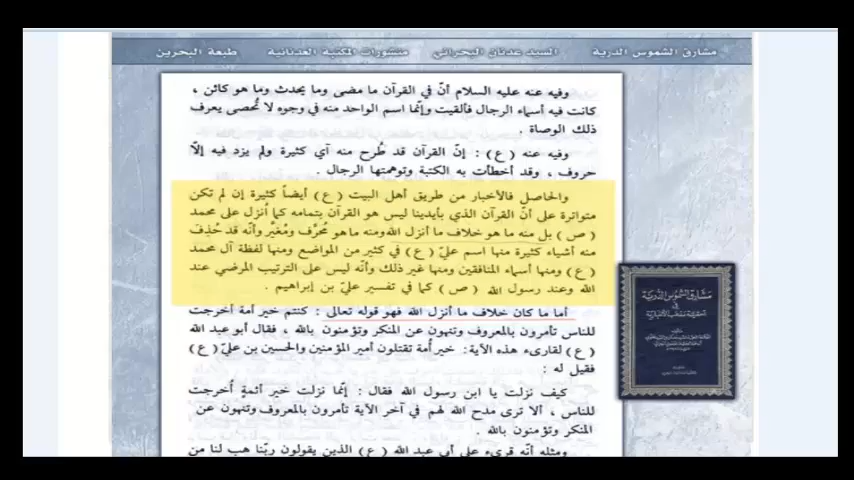 مشارق الشموس الدرية
السيد عدنان البحراني
منشورات المكتبة العدنانية
طبعة البحرين
وفيه عنه عليه السلام أنّ في القرآن ما مضى وما يحدث وما هو كائن ،
كانت فيه أسماء الرجال فألقيت وإنّما اسم الواحد منه في وجوه لا تُحصى يعرف
ذلك الوصاة .
وفيه عنه ( ع ) : إنّ القرآن قد طُرح منه آي كثيرة ولم يزد فيه إلّا
حروف ، وقد أخطأت به الكتبة وتوهمتها الرجال .
والحاصل فالأخبار من طريق أهل البيت ( ع ) أيضاً كثيرة إن لم تكن
متواترة على أنّ القرآن الذي بأيدينا ليس هو القرآن بتمامه كما أُنزل على محمد
( ص ) بل منه ما هو خلاف ما أنزل الله ومنه ما هو مُحرَّف ومُغيَّر وأنّه قد حُذِفَ
منه أشياء كثيرة منها اسم عليّ ( ع ) في كثير من المواضع ومنها لفظة آل محمد
( ع ) ومنها أسماء المنافقين ومنها غير ذلك وأنّه ليس على الترتيب المرضي عند
الله وعند رسول الله ( ص ) كما في تفسير عليّ بن إبراهيم .
أما ما كان خلاف ما أنزل الله فهو قوله تعالى : كنتم خير أمة أخرجت
للناس تأمرون بالمعروف وتنهون عن المنكر وتؤمنون بالله ، فقال أبو عبد الله
( ع ) لقارىء هذه الآية : خير أُمة تقتلون أمير المؤمنين والحسين بن عليّ ( ع )
فقيل له :
كيف نزلت يا ابن رسول الله فقال : إنّما نزلت خير أئمةٍ أُخرجت
للناس ، ألا ترى مدح الله لهم في آخر الآية تأمرون بالمعروف وتنهون عن
المنكر وتؤمنون بالله .
ومثله أنّه قرىء على أبي عبد الله ( ع ) الذين يقولون ربّنا هب لنا من
مشارق الشموس الدرية
في